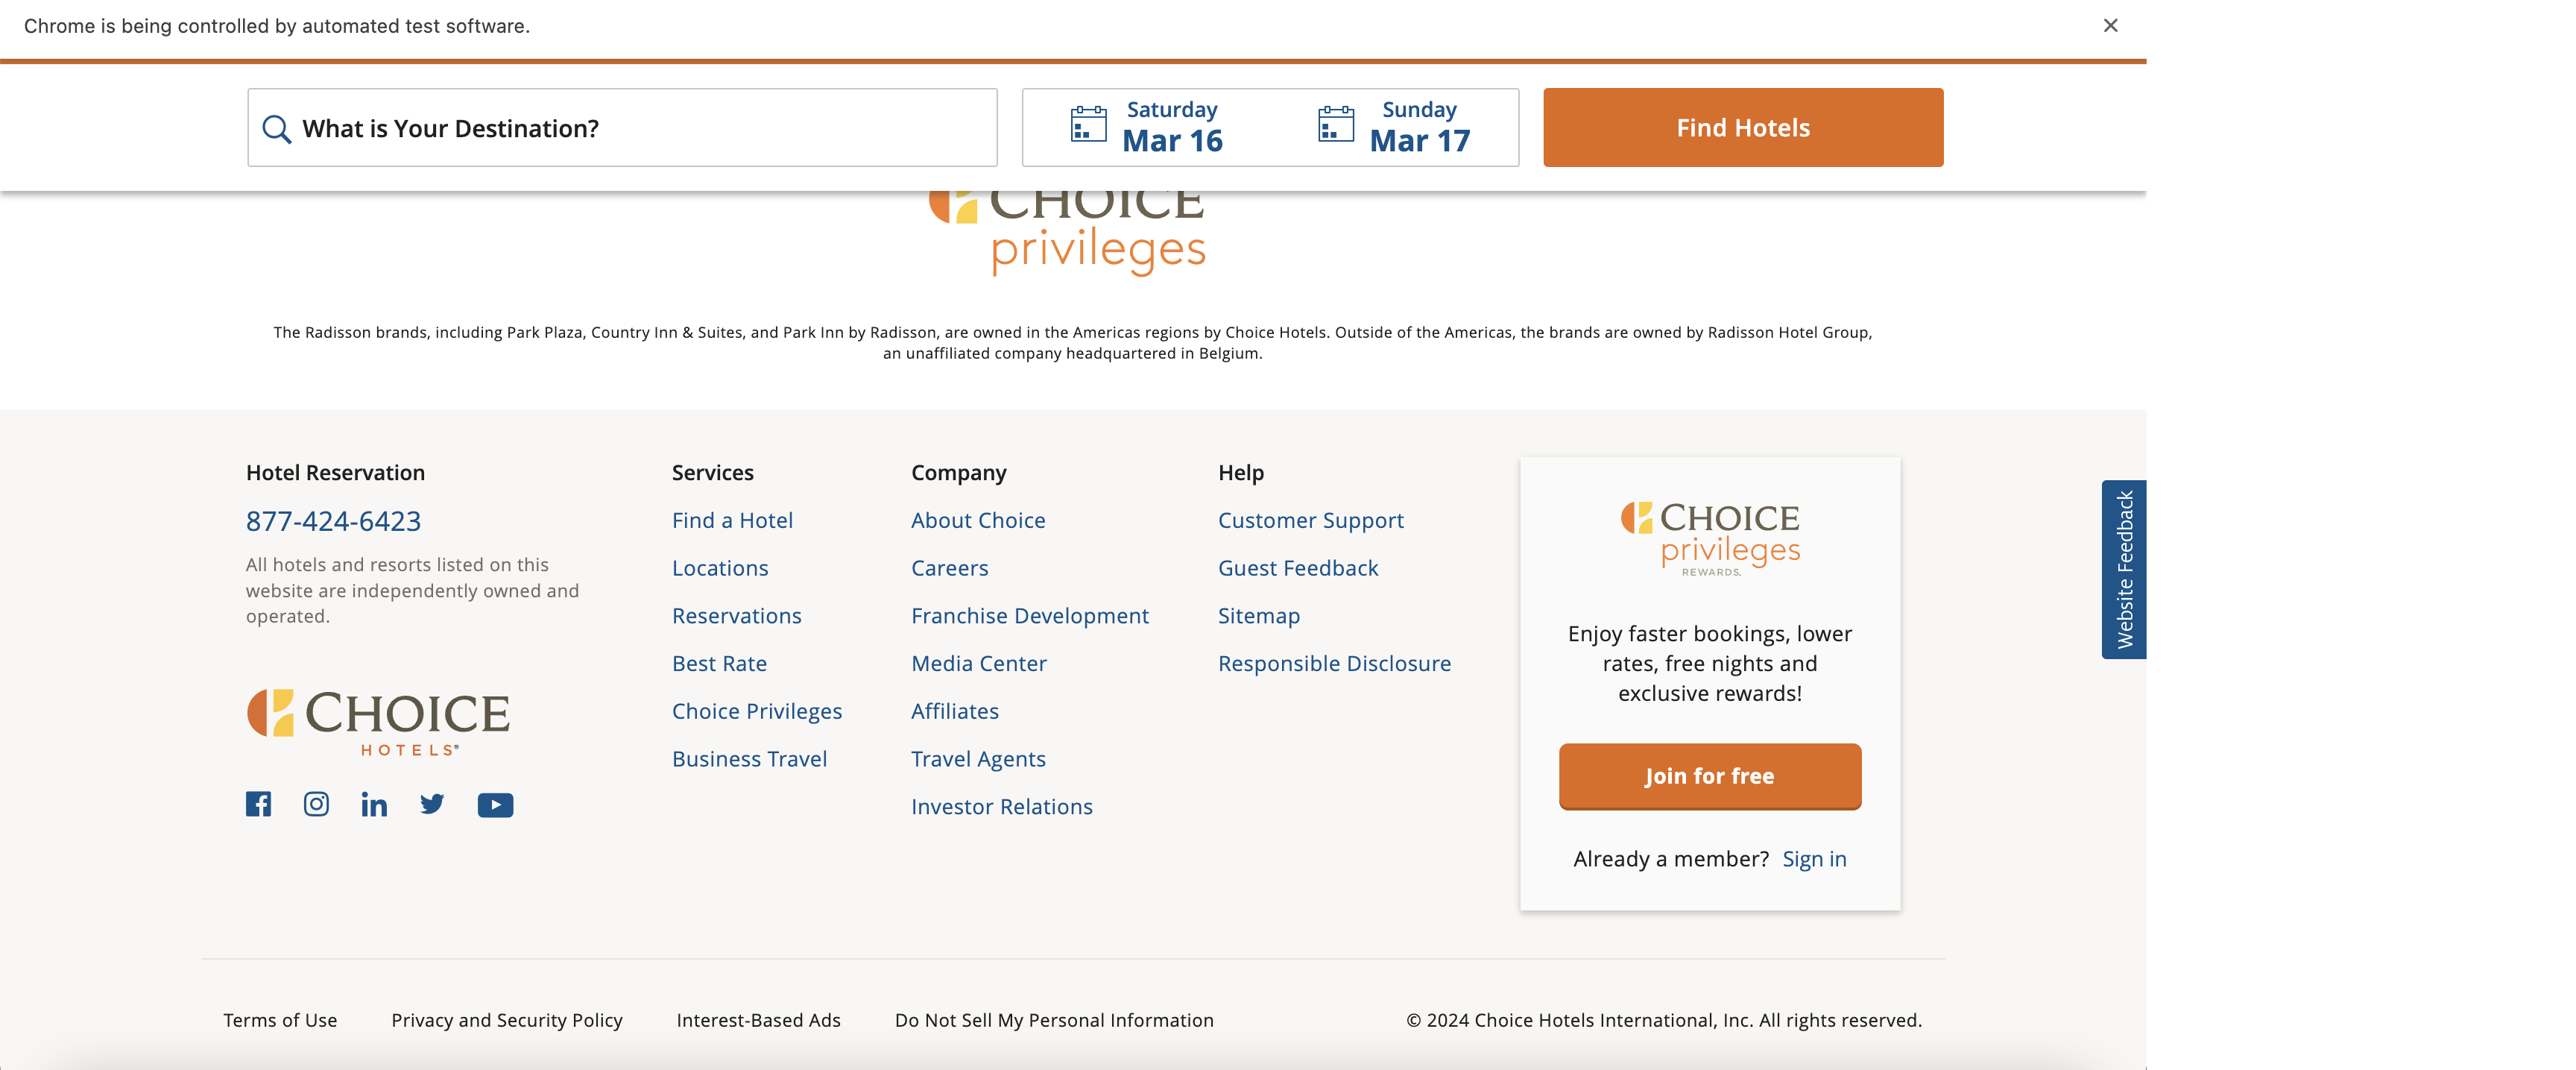 Chrome is being controlled by automated test software.
What is Your Destination?
Saturday
Mar 16
Sunday
Mar 17
Find Hotels
CHOICE
privileges
The Radisson brands, including Park Plaza, Country Inn & Suites, and Park Inn by Radisson, are owned in the Americas regions by Choice Hotels. Outside of the Americas, the brands are owned by Radisson Hotel Group,
an unaffiliated company headquartered in Belgium.
Hotel Reservation
877-424-6423
All hotels and resorts listed on this
website are independently owned and
operated.
CHOICE
HOTELS®
Services
Find a Hotel
Locations
Reservations
Best Rate
Choice Privileges
Business Travel
Company
About Choice
Careers
Franchise Development
Media Center
Affiliates
Travel Agents
Investor Relations
Help
Customer Support
Guest Feedback
Sitemap
Responsible Disclosure
CHOICE
privileges
REWARDS.
Enjoy faster bookings, lower
rates, free nights and
exclusive rewards!
Join for free
Already a member? Sign in
Website Feedback
Terms of Use
Privacy and Security Policy
Interest-Based Ads
Do Not Sell My Personal Information
© 2024 Choice Hotels International, Inc. All rights reserved.